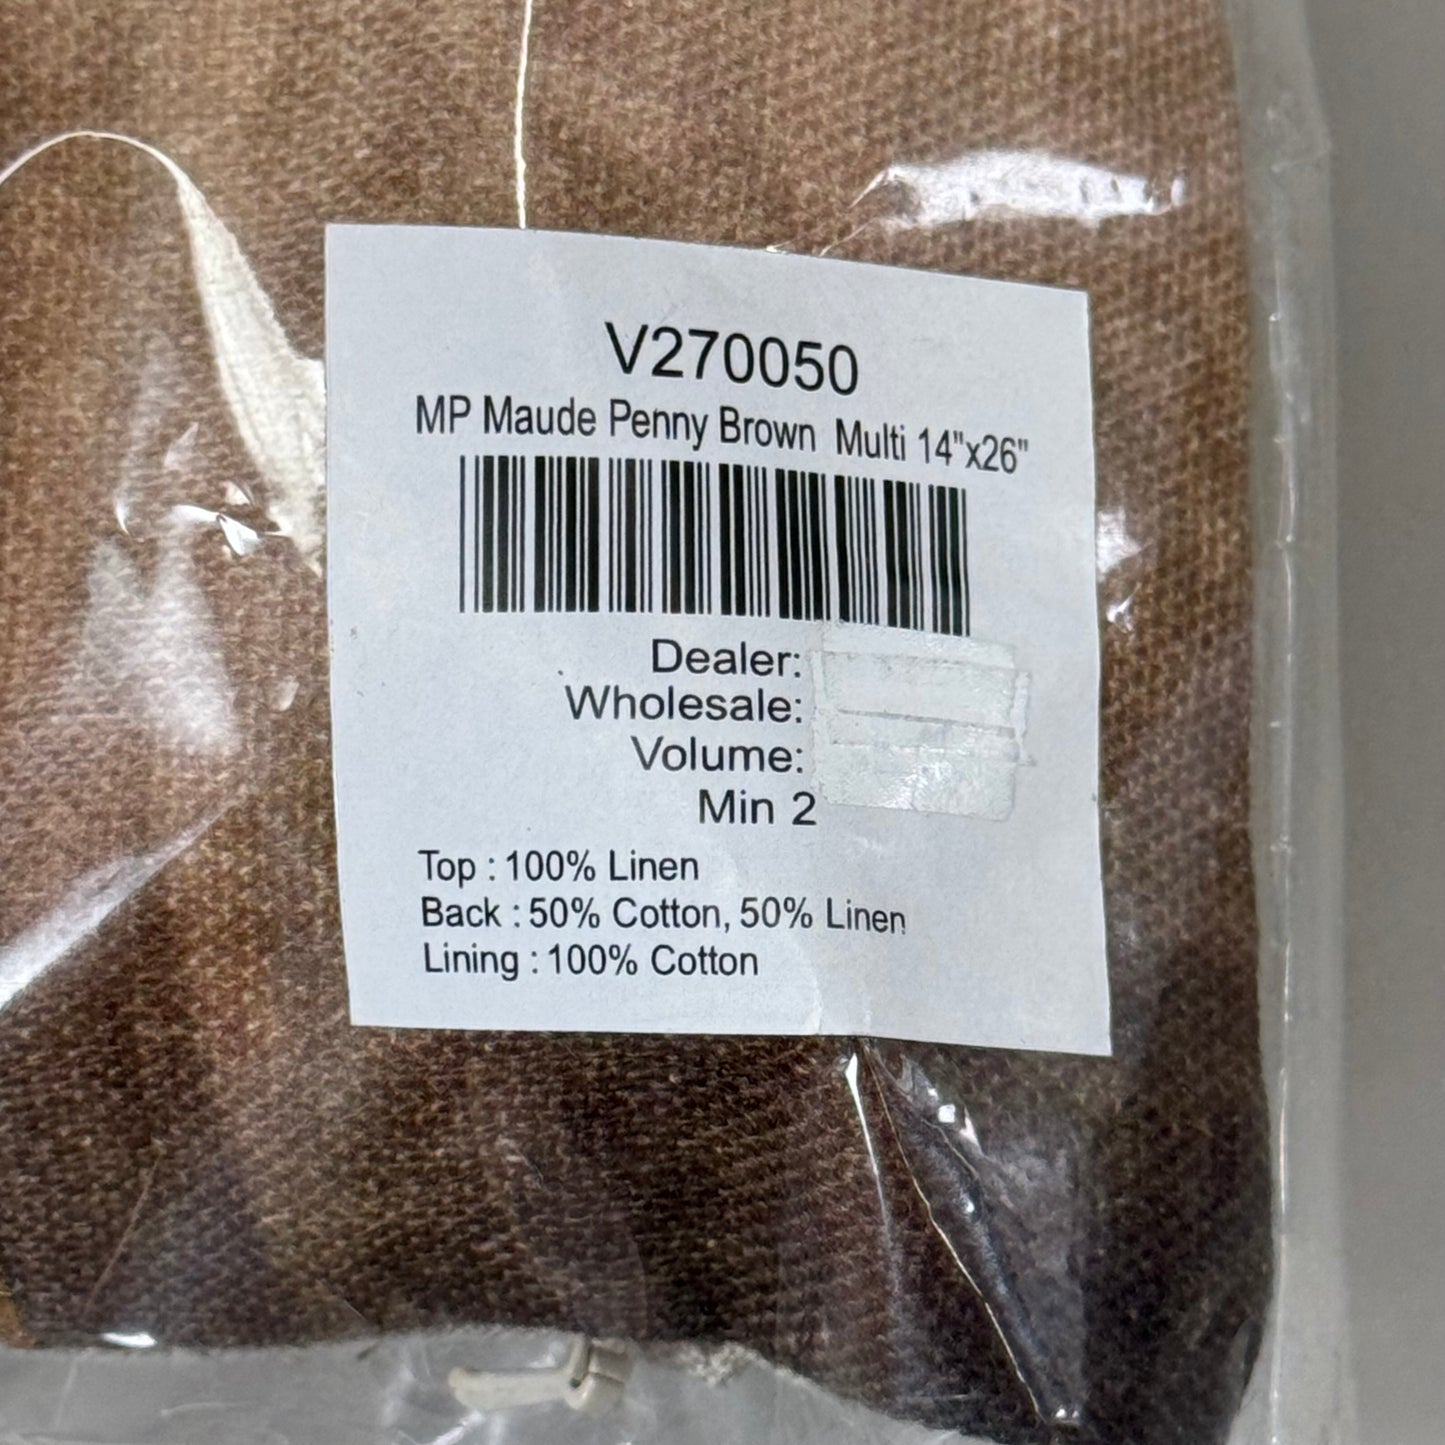 V270050
MP Maude Penny Brown Multi 14"x26"
Dealer:
Wholesale:
Volume:
Min 2
Top : 100% Linen
Back : 50% Cotton, 50% Linen
Lining : 100% Cotton